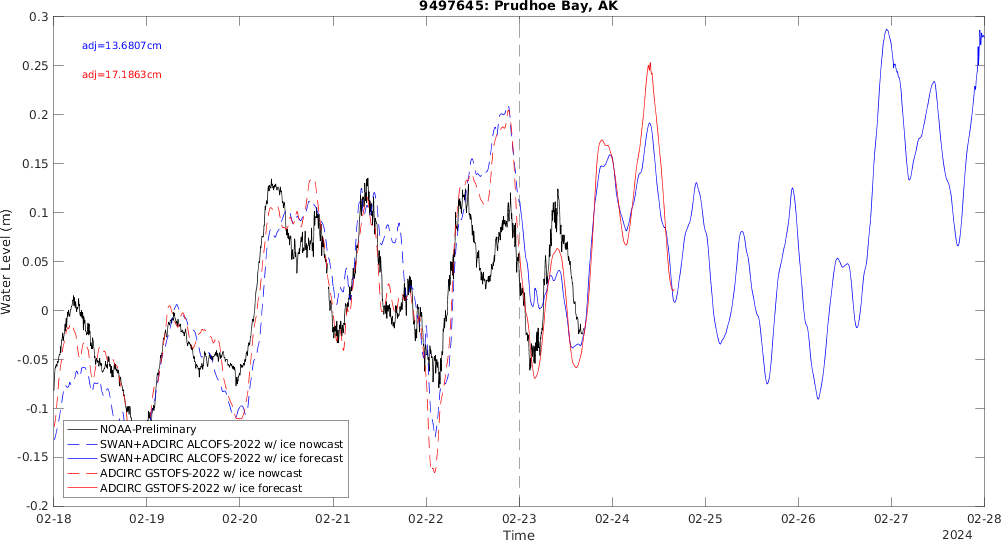 9497645: Prudhoe Bay, AK
0.3
adj=13.6807cm
0.25
adj=17.1863cm
0.2
0.15
0.1
0.05
Water Level (m)
0
-0.05
-0.1
NOAA-Preliminary
SWAN+ADCIRC ALCOFS-2022 w/ ice nowcast
-0.15
SWAN+ADCIRC ALCOFS-2022 w/ ice forecast
ADCIRC GSTOFS-2022 w/ ice nowcast
ADCIRC GSTOFS-2022 w/ ice forecast
-0.2
02-18 02-19 02-20 02-21 02-22 02-23 02-24 02-25 02-26 02-27 02-28
Time
2024